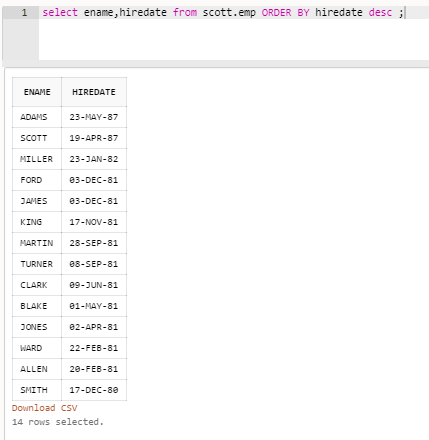 1 select ename,hiredate from scott.emp ORDER BY hiredate desc ;
ENAME HIREDATE
ADAMS 23-MAY-87
SCOTT 19-APR-87
MILLER 23-JAN-82
FORD 03-DEC-81
JAMES 03-DEC-81
KING 17-NOV-81
MARTIN 28-SEP-81
TURNER 08-SEP-81
CLARK 09-JUN-81
BLAKE 01-MAY-81
JONES 02-APR-81
WARD 22-FEB-81
ALLEN 20-FEB-81
SMITH 17-DEC-80
Download CSV
14 rows selected.